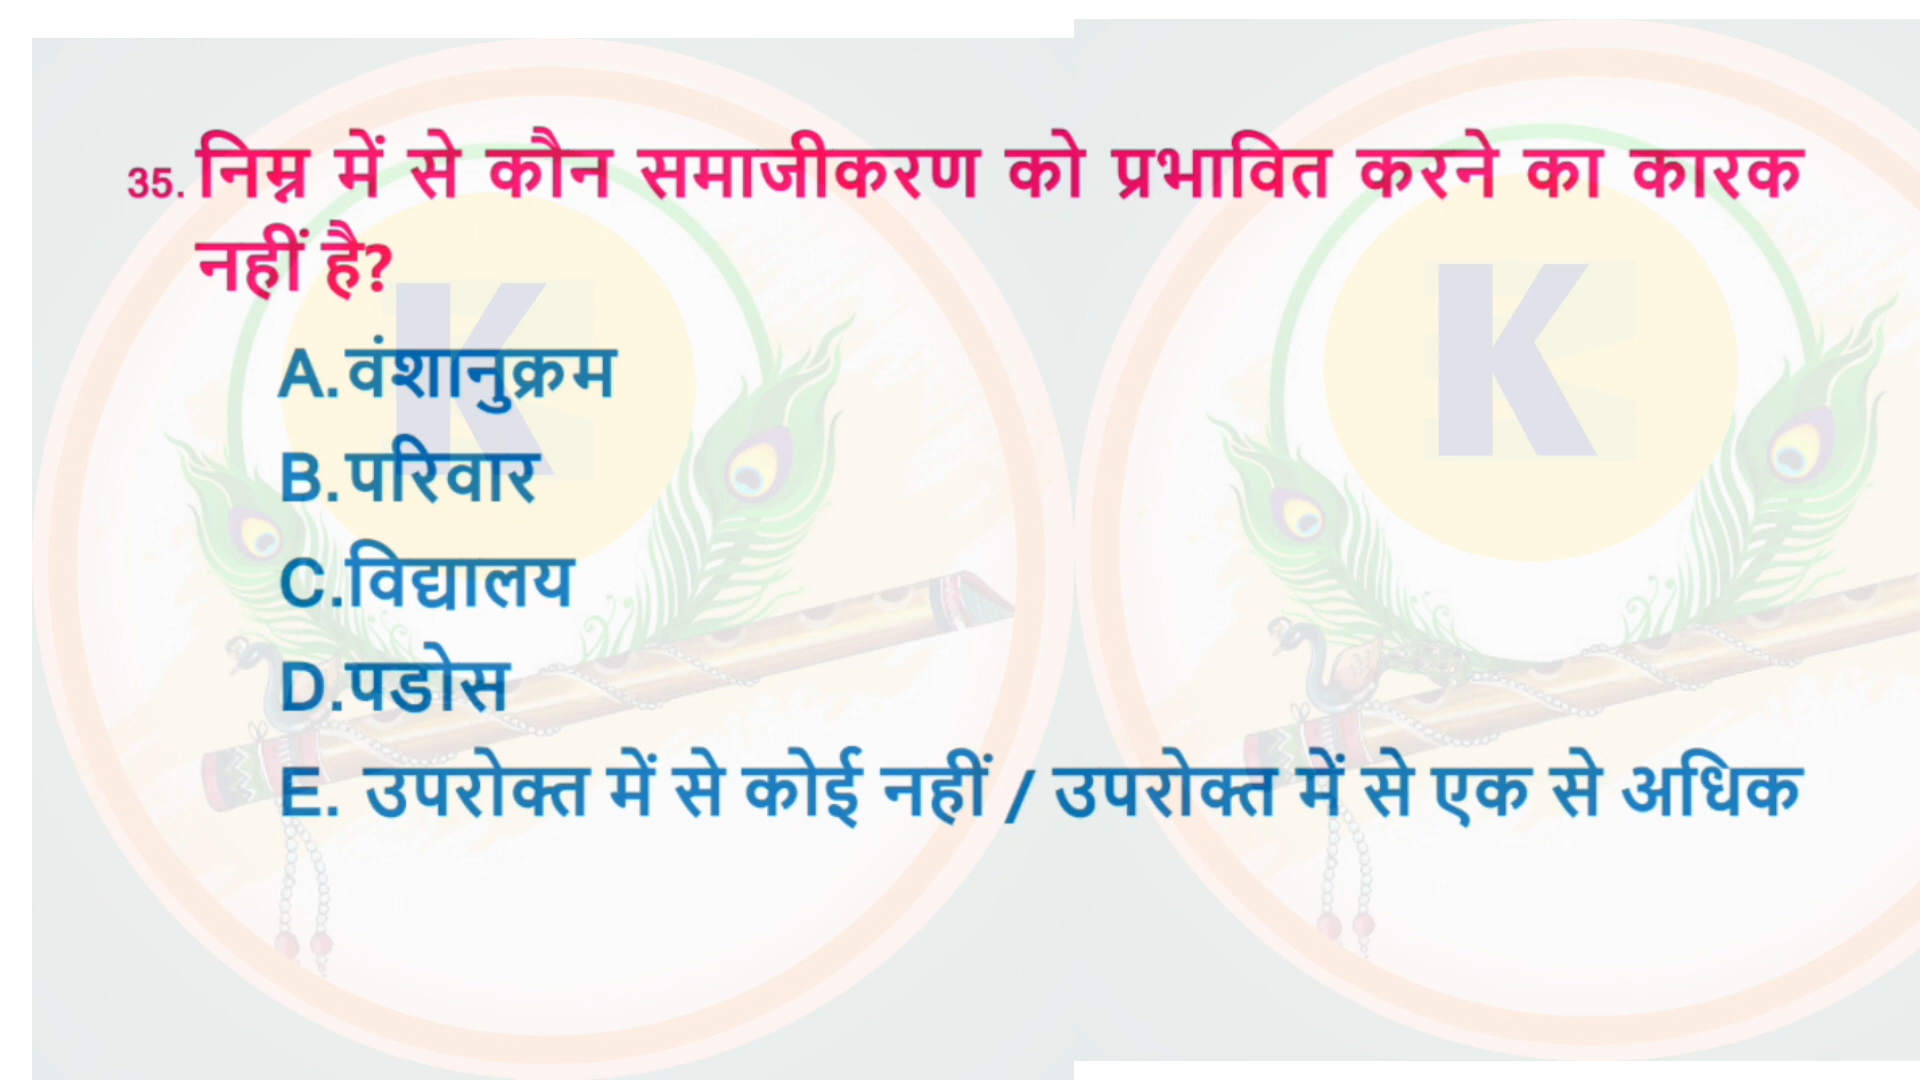 35. निम्न में से कौन समाजीकरण को प्रभावित करने का कारक
नहीं है?
A. वंशानुक्रम
B. परिवार
C. विद्यालय
D. पडोस
E. उपरोक्त में से कोई नहीं / उपरोक्त में से एक से अधिक
K
K